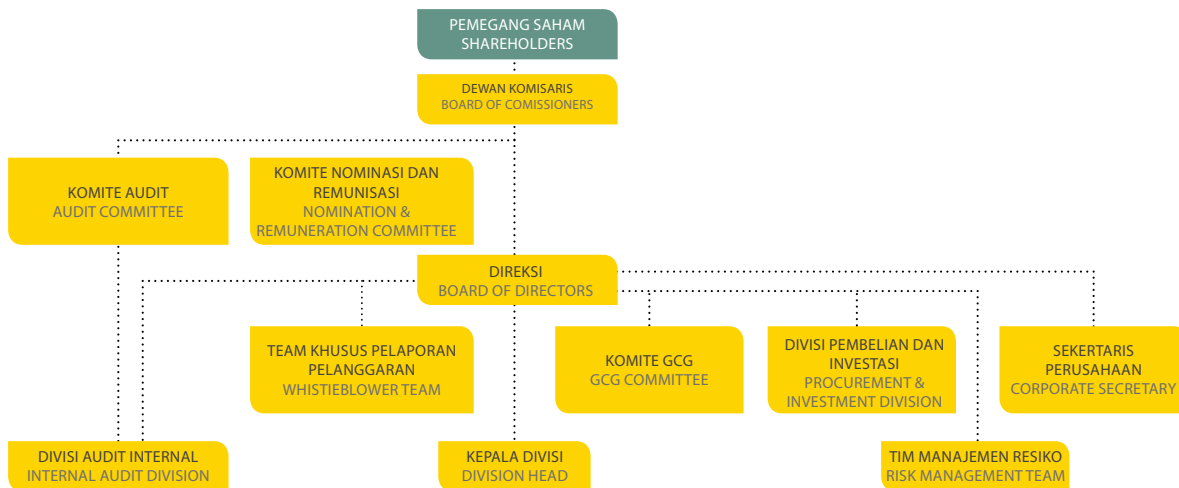 PEMEGANG SAHAM
SHAREHOLDERS
DEWAN KOMISARIS
BOARD OF COMISSIONERS
KOMITE AUDIT
AUDIT COMMITTEE
KOMITE NOMINASI DAN
REMUNISASI
NOMINATION &
REMUNERATION COMMITTEE
DIREKSI
BOARD OF DIRECTORS
TEAM KHUSUS PELAPORAN
PELANGGARAN
WHISTIEBLOWER TEAM
KOMITE GCG
GCG COMMITTEE
DIVISI PEMBELIAN DAN
INVESTASI
PROCUREMENT &
INVESTMENT DIVISION
SEKERTARIS
PERUSAHAAN
CORPORATE SECRETARY
DIVISI AUDIT INTERNAL
INTERNAL AUDIT DIVISION
KEPALA DIVISI
DIVISION HEAD
TIM MANAJEMEN RESIKO
RISK MANAGEMENT TEAM